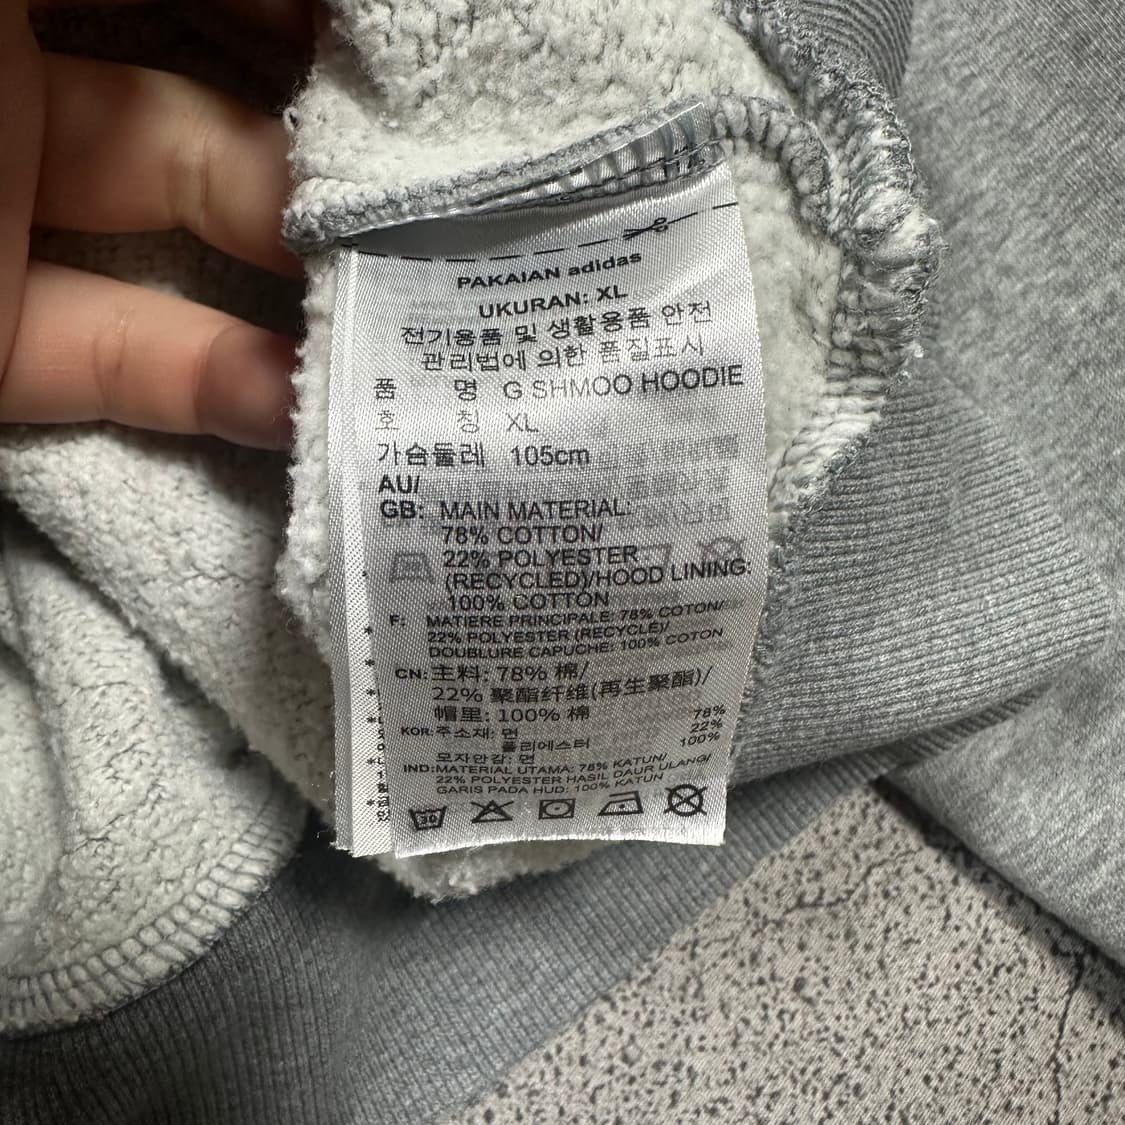 PAKAIAN adidas
UKURAN: XL
전기용품 및 생활용품 안전
관리법에 의한 품질표시
품 명 G SHMOO HOODIE
호 칭 XL
가슴둘레 105cm
AU/
GB: MAIN MATERIAL:
78% COTTON/
22% POLYESTER
(RECYCLED)/HOOD LINING:
100% COTTON
F: MATIERE PRINCIPALE: 78% COTON/
22% POLYESTER (RECYCLE)/
DOUBLURE CAPUCHE: 100% COTON
CN: 主料: 78% 棉/
22% 聚酯纤维(再生聚酯)/
帽里: 100% 棉
KOR: 주소재: 면 78%
폴리에스터 22%
모자안감: 면 100%
IND: MATERIAL UTAMA: 78% KATUN/
22% POLYESTER HASIL DAUR ULANG/
GARIS PADA HUD: 100% KATUN
30